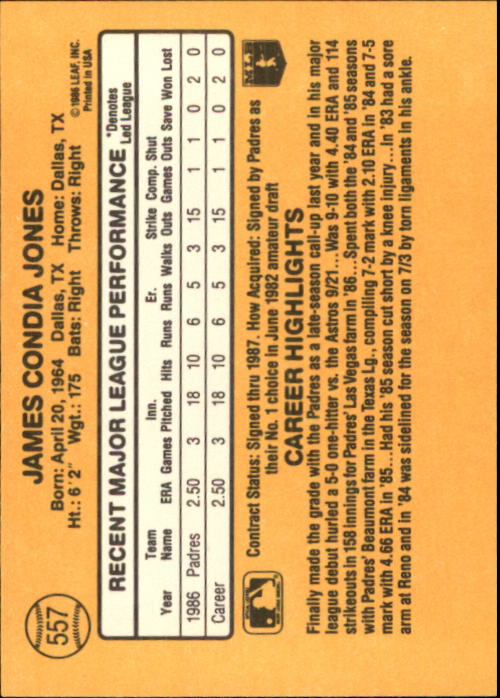 557
JAMES CONDIA JONES
Born: April 20, 1964 Dallas, TX Home: Dallas, TX
Ht.: 6'2" Wgt.: 175 Bats: Right Throws: Right
©1986 LEAF, INC.
Printed in USA
RECENT MAJOR LEAGUE PERFORMANCE
*Denotes
Led League
Team Inn. Er. Strike Comp. Shut
Year Name ERA Games Pitched Hits Runs Runs Walks Outs Games Outs Save Won Lost
1986 Padres 2.50 3 18 10 6 5 3 15 1 1 0 2 0
Career 2.50 3 18 10 6 5 3 15 1 1 0 2 0
Contract Status: Signed thru 1987. How Acquired: Signed by Padres as
their No. 1 choice in June 1982 amateur draft
MLB
CAREER HIGHLIGHTS
Finally made the grade with the Padres as a late-season call-up last year and in his major
league debut hurled a 5-0 one-hitter vs. the Astros 9/21... Was 9-10 with 4.40 ERA and 114
strikeouts in 158 innings for Padres' Las Vegas farm in '86... Spent both the '84 and '85 seasons
with Padres' Beaumont farm in the Texas Lg., compiling 7-2 mark with 2.10 ERA in '84 and 7-5
mark with 4.66 ERA in '85... Had his '85 season cut short by a knee injury... In '83 had a sore
arm at Reno and in '84 was sidelined for the season on 7/3 by torn ligaments in his ankle.